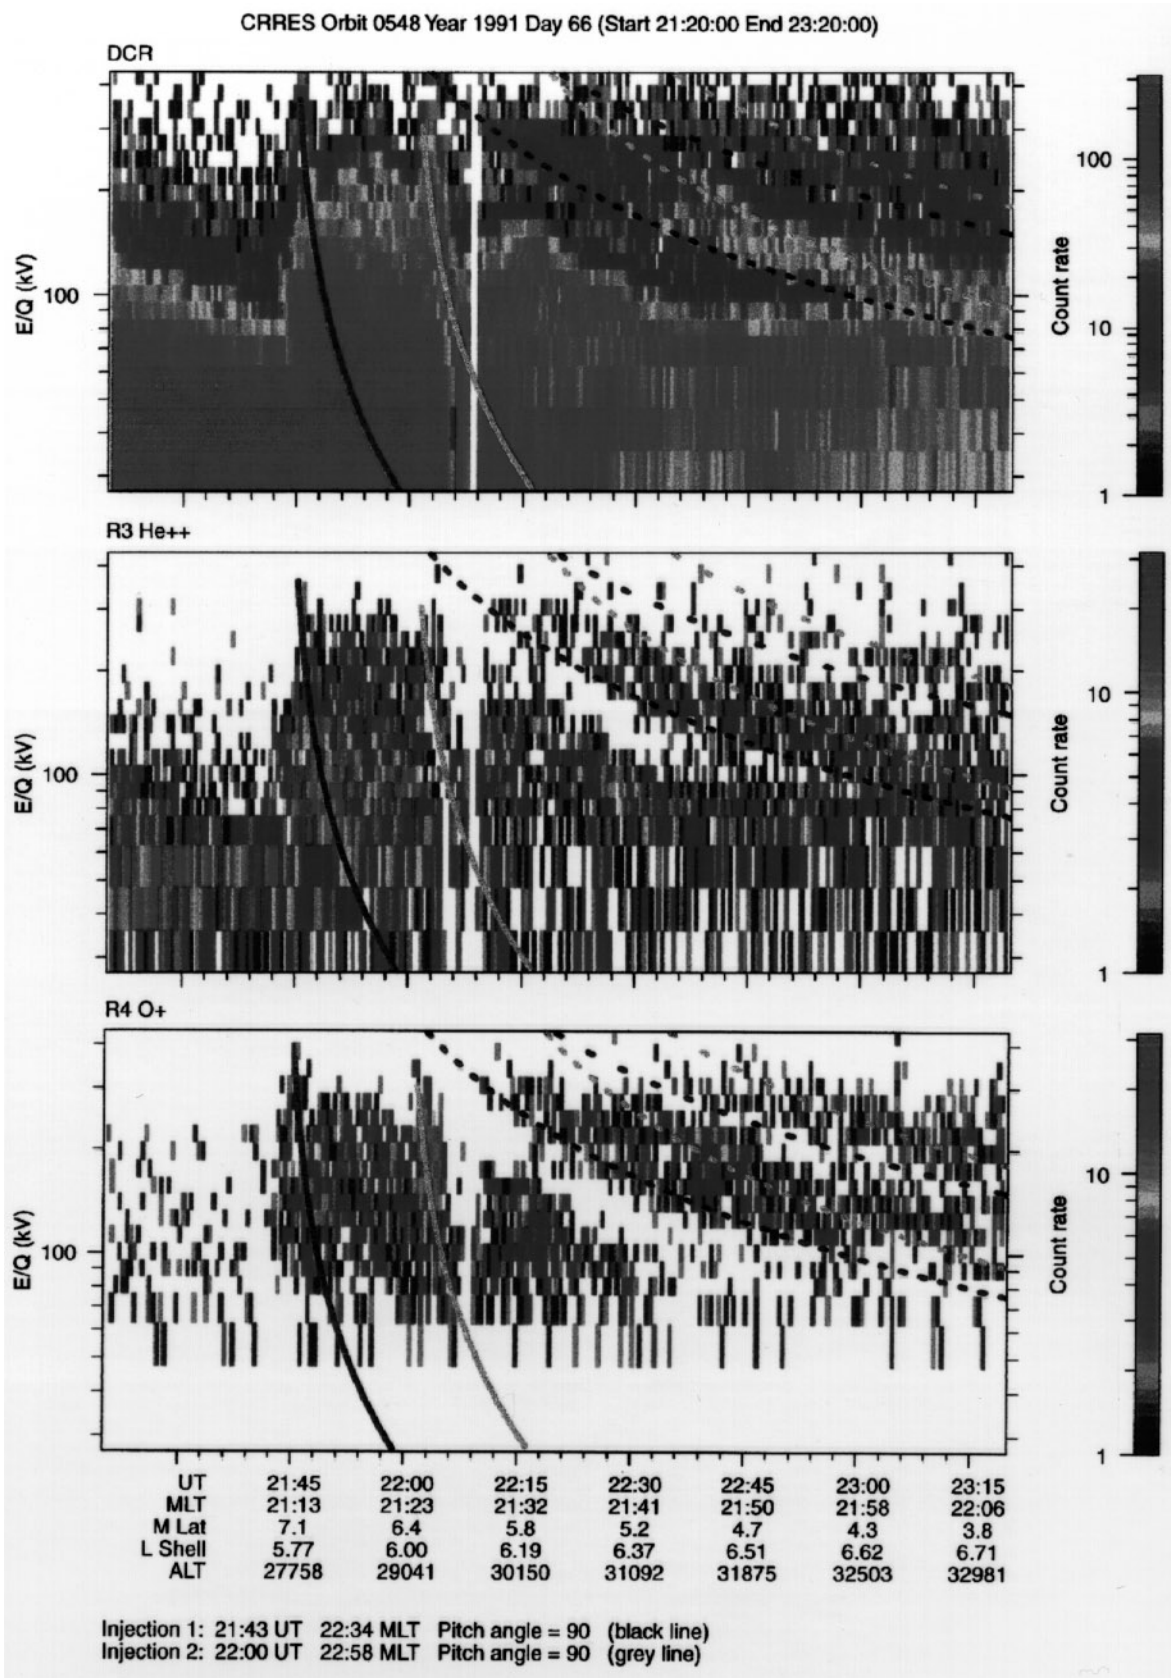 CRRES Orbit 0548 Year 1991 Day 66 (Start 21:20:00 End 23:20:00)
DCR
E/Q (kV)
100
Count rate
100
10
1
R3 He++
E/Q (kV)
100
Count rate
10
1
R4 O+
E/Q (kV)
100
Count rate
10
1
UT 21:45 22:00 22:15 22:30 22:45 23:00 23:15
MLT 21:13 21:23 21:32 21:41 21:50 21:58 22:06
M Lat 7.1 6.4 5.8 5.2 4.7 4.3 3.8
L Shell 5.77 6.00 6.19 6.37 6.51 6.62 6.71
ALT 27758 29041 30150 31092 31875 32503 32981
Injection 1: 21:43 UT 22:34 MLT Pitch angle = 90 (black line)
Injection 2: 22:00 UT 22:58 MLT Pitch angle = 90 (grey line)